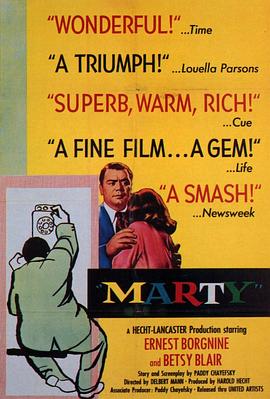 "WONDERFUL!"...Time
"A TRIUMPH!"...Louella Parsons
"SUPERB, WARM, RICH!"
...Cue
"A FINE FILM...A GEM!"
...Life
"A SMASH!"
...Newsweek
"MARTY"
A HECHT-LANCASTER Production starring
ERNEST BORGNINE
and BETSY BLAIR
Story and Screenplay by PADDY CHAYEFSKY
Directed by DELBERT MANN · Produced by HAROLD HECHT
Associate Producer: Paddy Chayefsky · Released thru UNITED ARTISTS